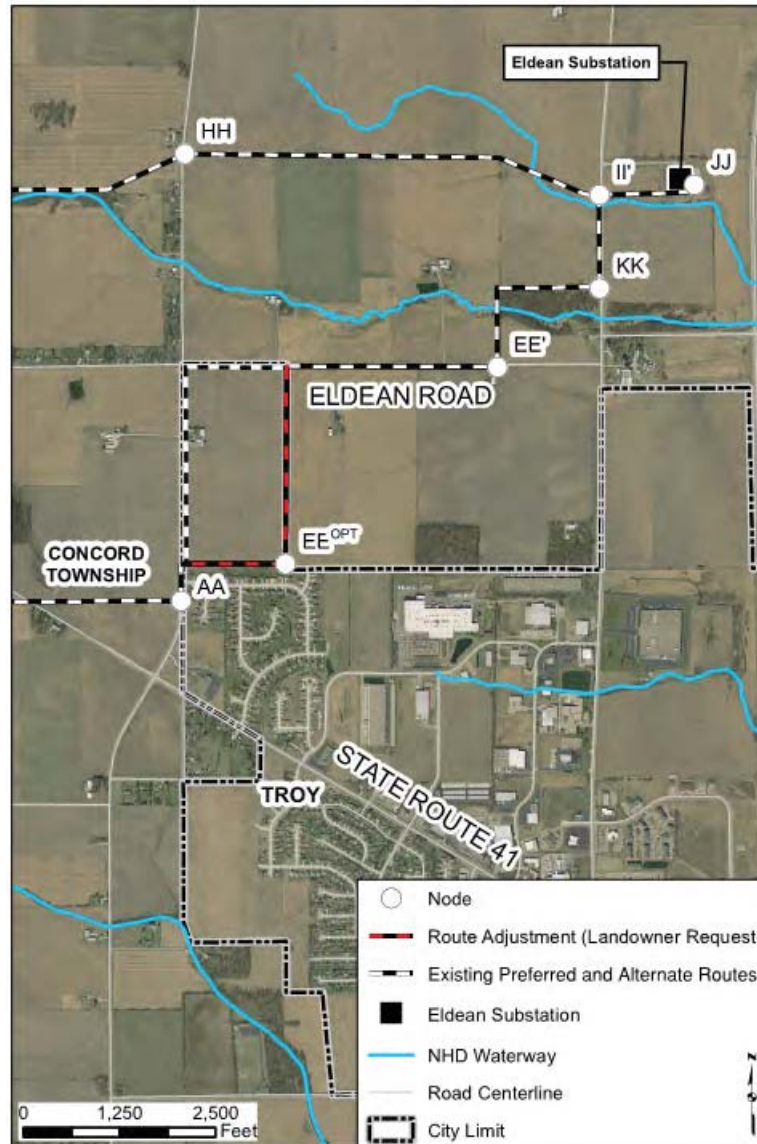 Eldean Substation
HH
JJ
II'
KK
EE'
ELDEAN ROAD
EE OPT
CONCORD
TOWNSHIP
AA
STATE ROUTE 41
TROY
Node
Route Adjustment (Landowner Request
Existing Preferred and Alternate Routes
Eldean Substation
NHD Waterway
Road Centerline
City Limit
N
0 1,250 2,500
Feet